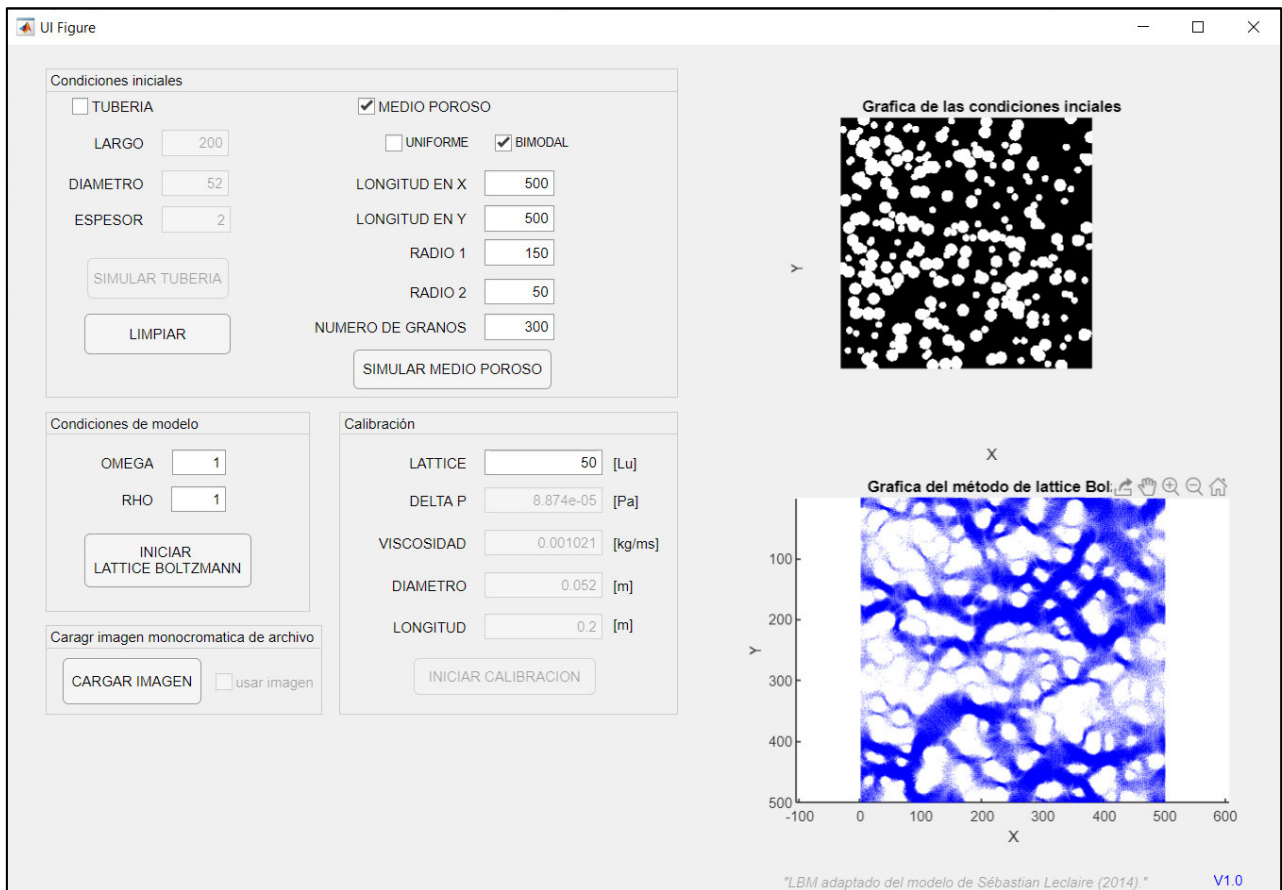 UI Figure
Condiciones iniciales
TUBERIA
MEDIO POROSO
LARGO 200
UNIFORME
BIMODAL
DIAMETRO 52
LONGITUD EN X 500
ESPESOR 2
LONGITUD EN Y 500
RADIO 1 150
SIMULAR TUBERIA
RADIO 2 50
LIMPIAR
NUMERO DE GRANOS 300
SIMULAR MEDIO POROSO
Condiciones de modelo
OMEGA 1
RHO 1
INICIAR
LATTICE BOLTZMANN
Caragr imagen monocromatica de archivo
CARGAR IMAGEN
usar imagen
Calibración
LATTICE 50 [Lu]
DELTA P 8.874e-05 [Pa]
VISCOSIDAD 0.001021 [kg/ms]
DIAMETRO 0.052 [m]
LONGITUD 0.2 [m]
INICIAR CALIBRACION
Grafica de las condiciones inciales
Y
X
Grafica del método de lattice Bol
100
200
Y
300
400
500
-100 0 100 200 300 400 500 600
X
"LBM adaptado del modelo de Sébastian Leclaire (2014)."
V1.0